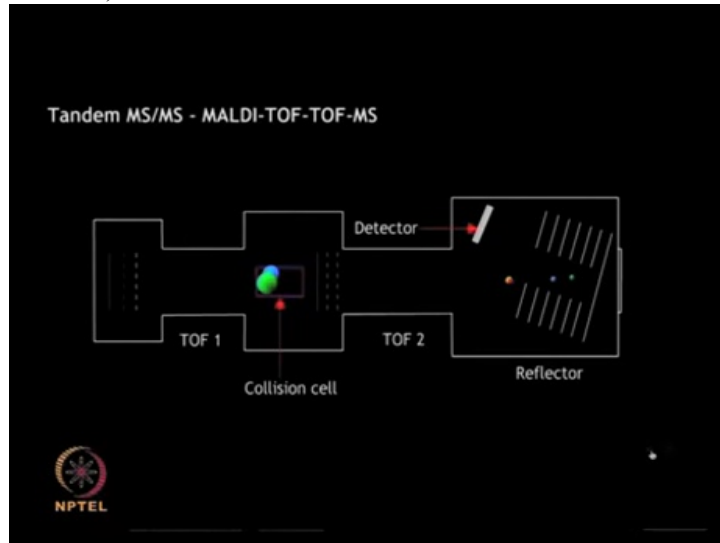 Tandem MS/MS - MALDI-TOF-TOF-MS
Detector
TOF 1
TOF 2
Collision cell
Reflector
NPTEL